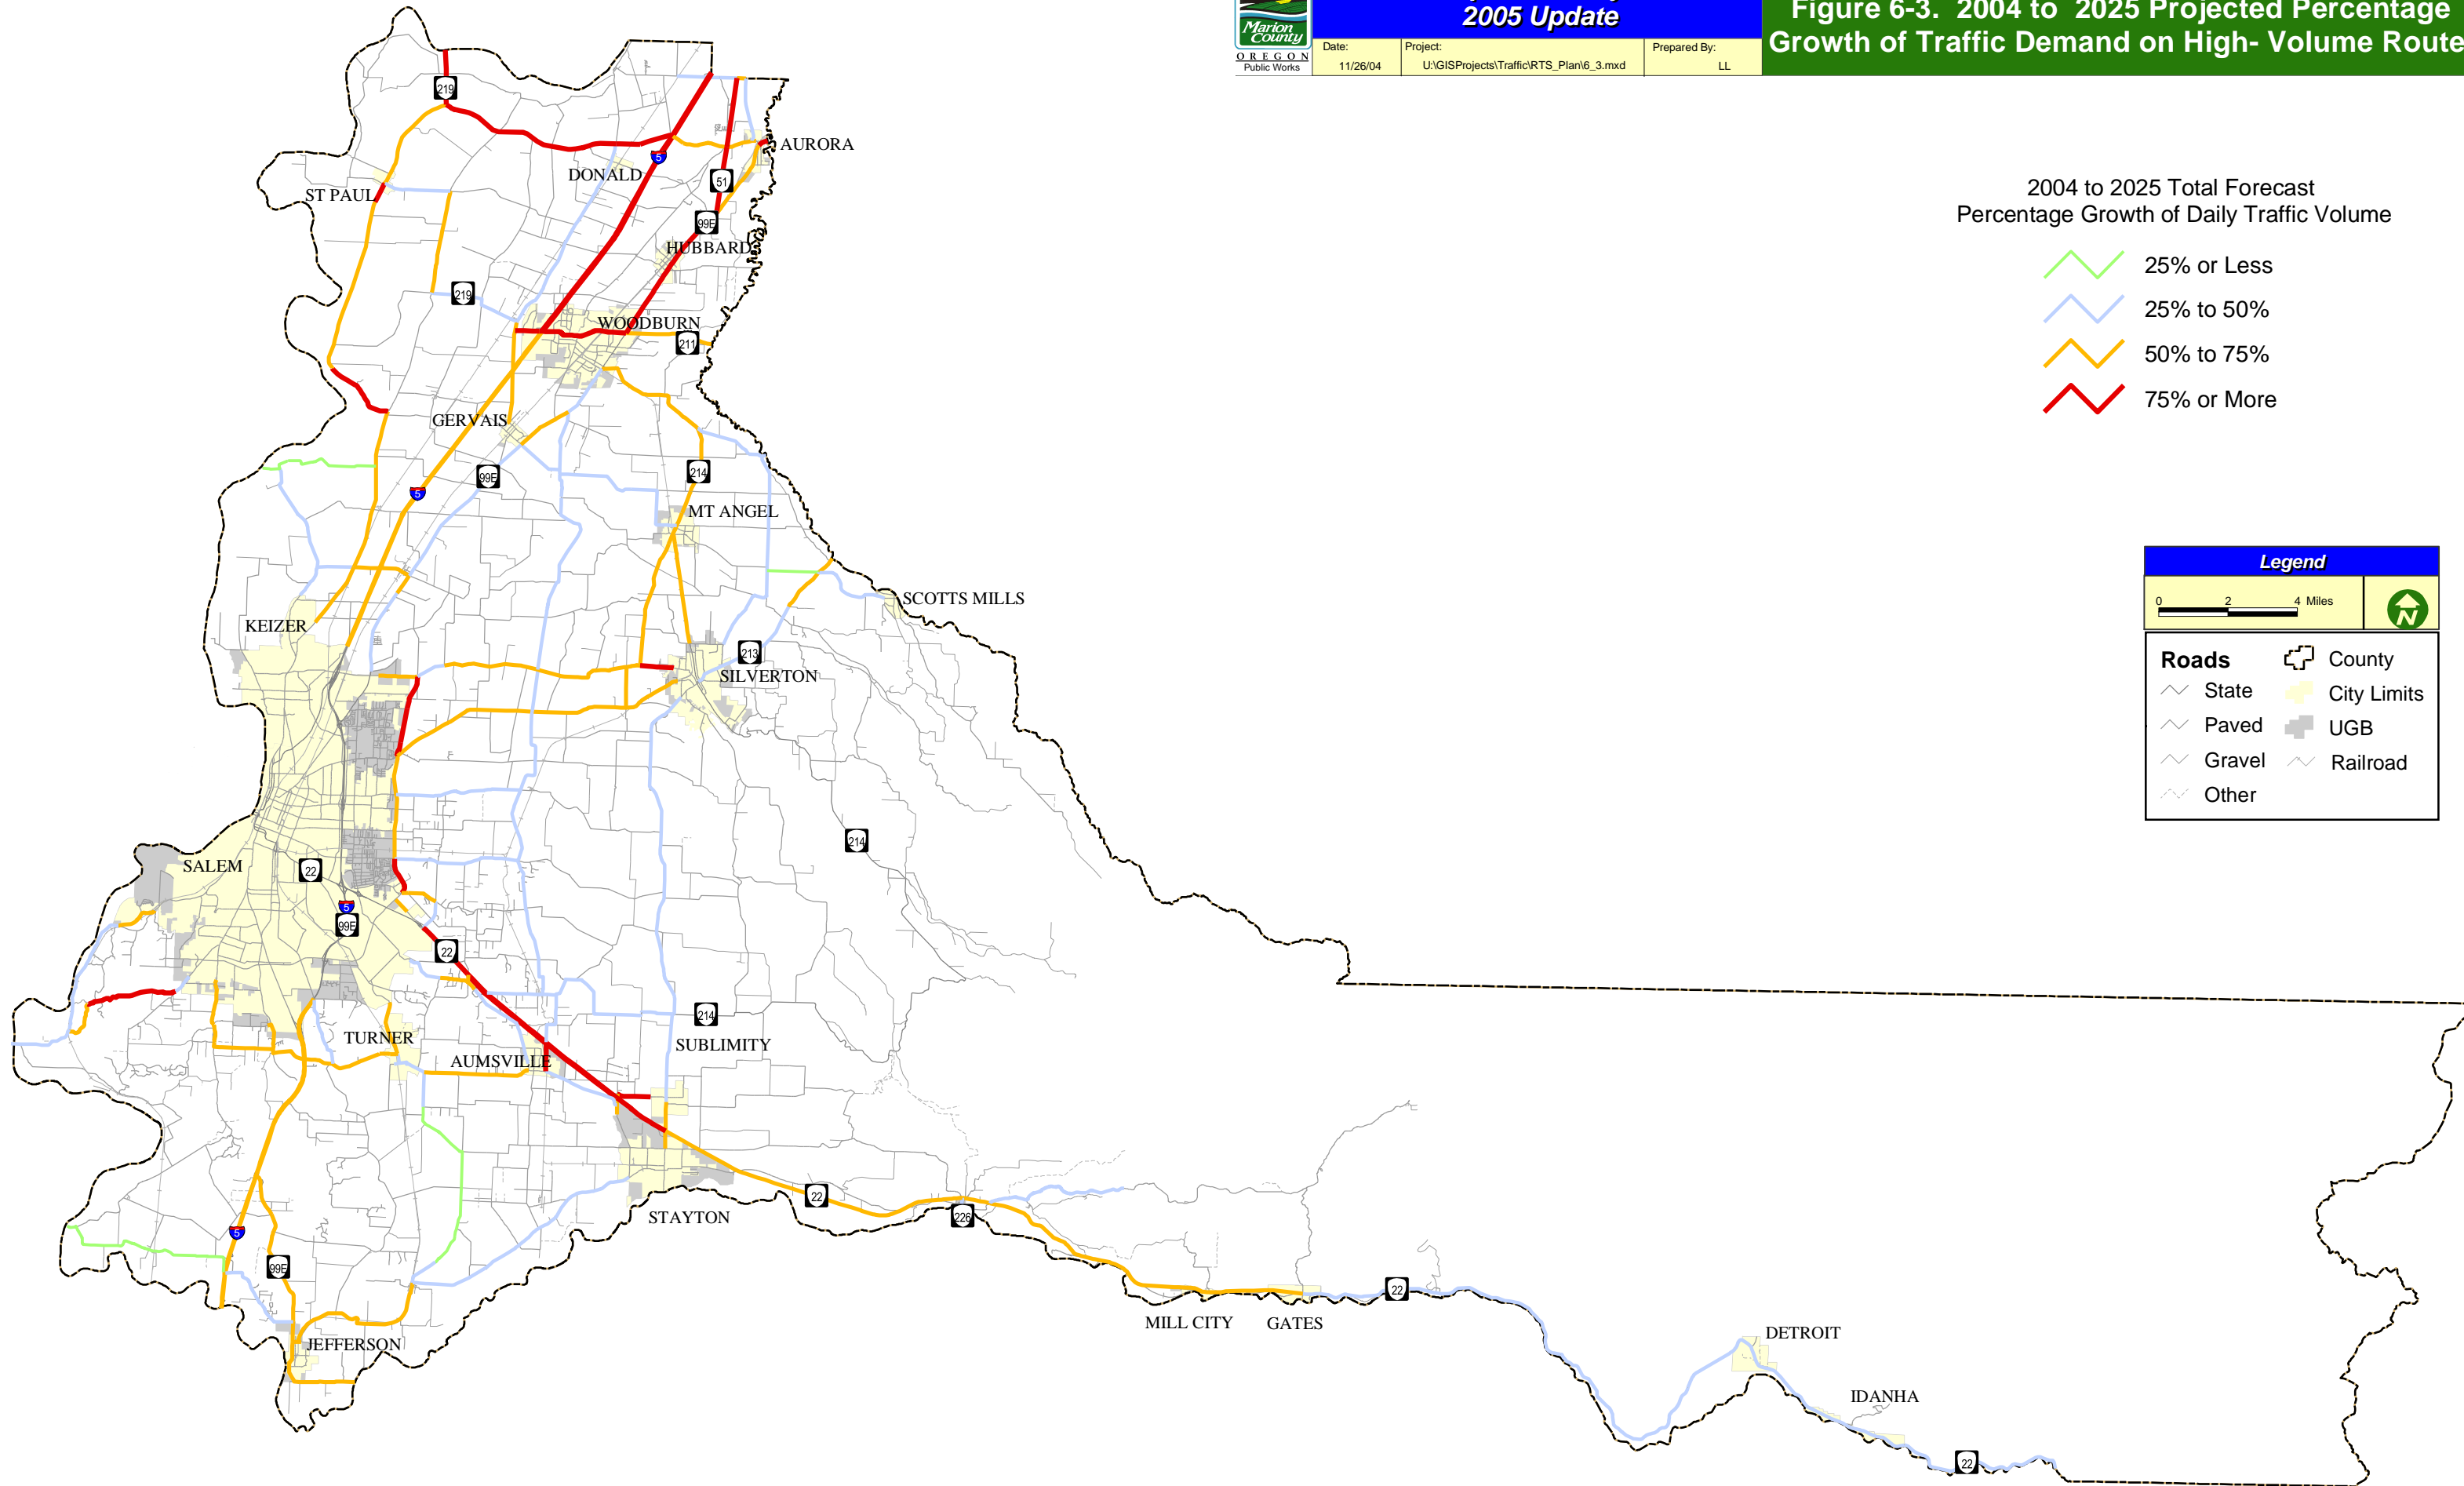 2005 Update
Marion
County
OREGON
Public Works
Date:
11/26/04
Project:
U:\GISProjects\Traffic\RTS_Plan\6_3.mxd
Prepared By:
LL
Figure 6-3. 2004 to 2025 Projected Percentage
Growth of Traffic Demand on High- Volume Route
2004 to 2025 Total Forecast
Percentage Growth of Daily Traffic Volume
25% or Less
25% to 50%
50% to 75%
75% or More
Legend
0 2 4 Miles
N
Roads
State
Paved
Gravel
Other
County
City Limits
UGB
Railroad
219
AURORA
5
DONALD
51
ST PAUL
99E
HUBBARD
219
WOODBURN
211
GERVAIS
214
99E
5
MT ANGEL
SCOTTS MILLS
KEIZER
213
SILVERTON
214
SALEM
22
5
99E
22
214
TURNER
SUBLIMITY
AUMSVILLE
22
STAYTON
226
5
99E
22
MILL CITY
GATES
DETROIT
JEFFERSON
IDANHA
22